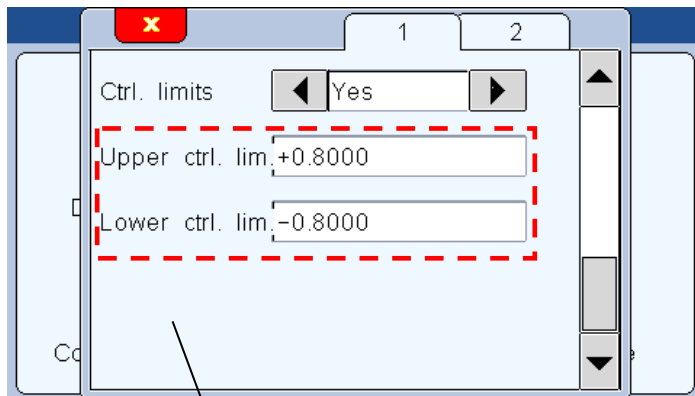 x
1 2
Ctrl. limits Yes
Upper ctrl. lim. +0.8000
Lower ctrl. lim. -0.8000